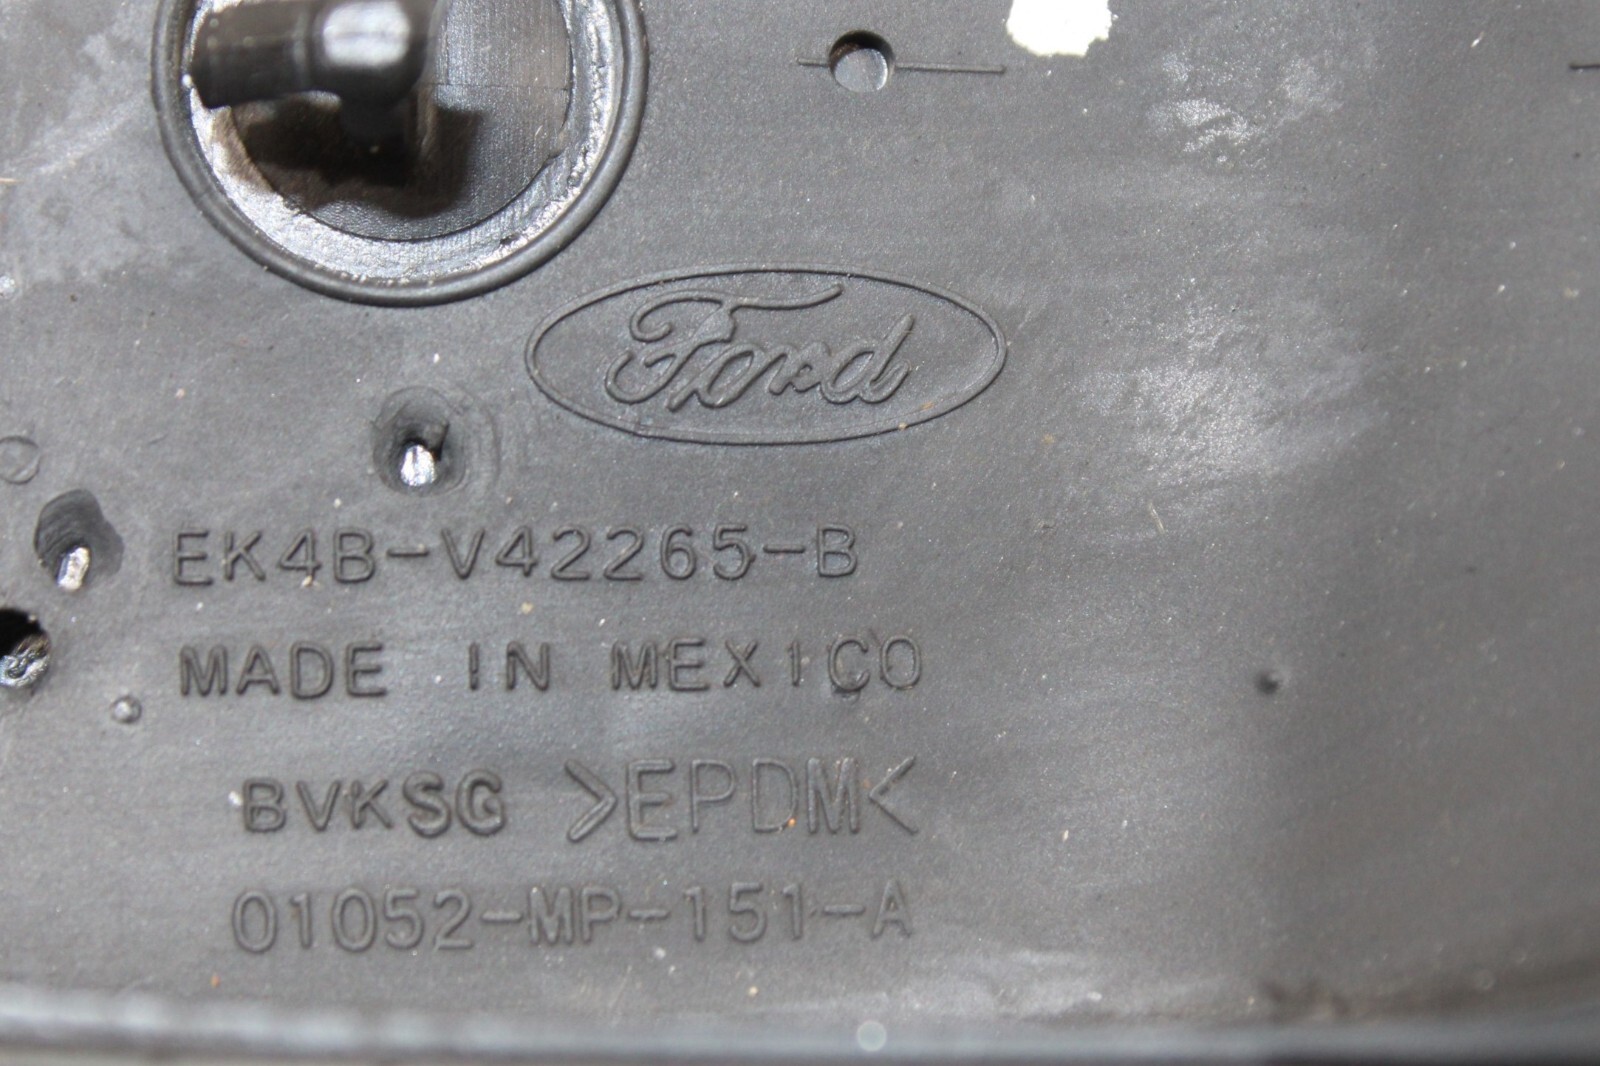 Ford
EK4B-V42265-B
MADE IN MEXICO
BVKSG >EPDM<
01052-MP-151-A